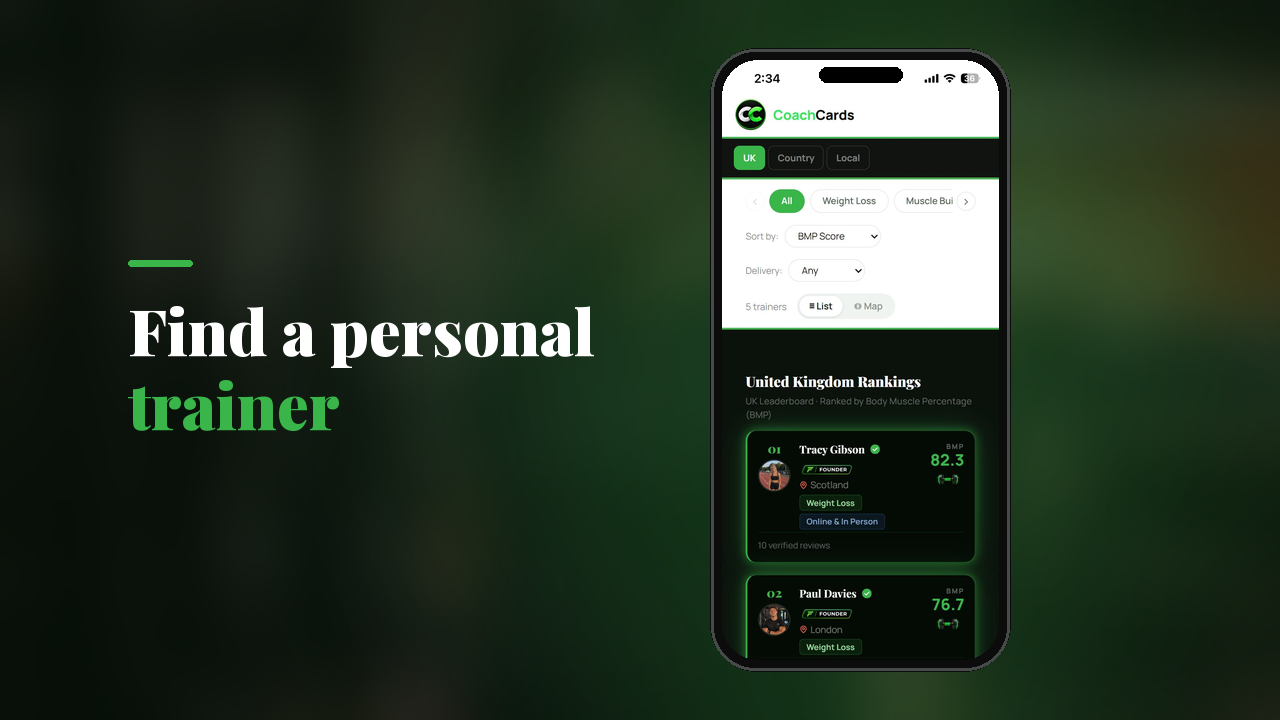 Find a personal
trainer
2:34
36
CoachCards
UK Country Local
All Weight Loss Muscle Bui
Sort by: BMP Score
Delivery: Any
5 trainers List Map
United Kingdom Rankings
UK Leaderboard · Ranked by Body Muscle Percentage
(BMP)
01 Tracy Gibson BMP
82.3
FOUNDER
Scotland
Weight Loss
Online & In Person
10 verified reviews
02 Paul Davies BMP
76.7
FOUNDER
London
Weight Loss